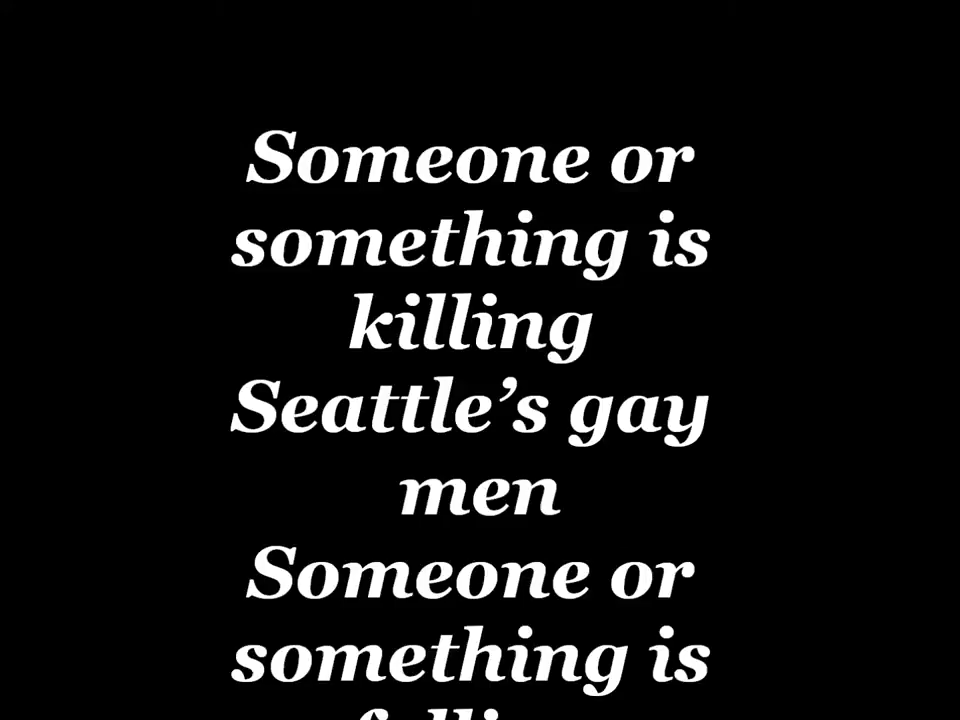 Someone or
something is
killing
Seattle’s gay
men
Someone or
something is